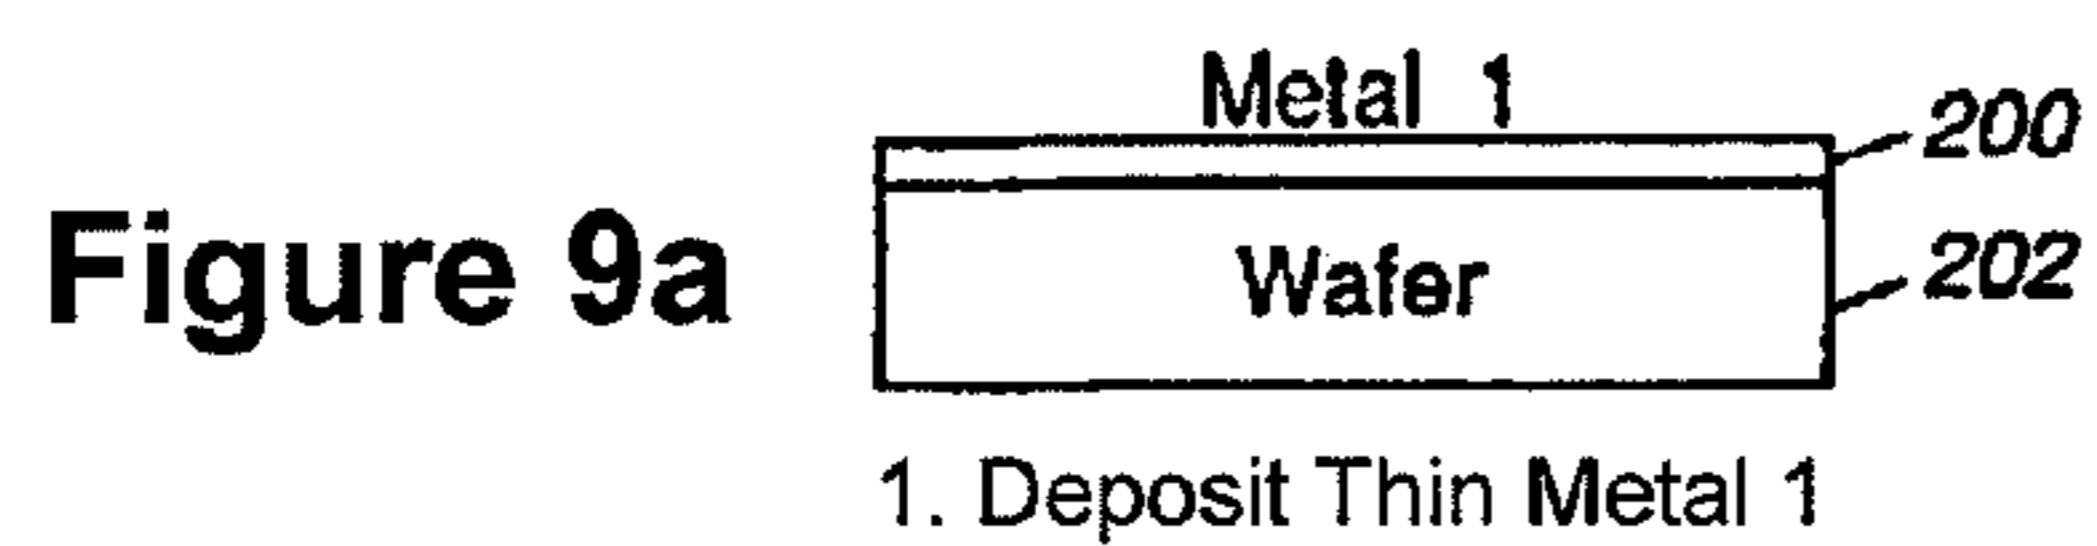 Metal 1
200
Figure 9a
Wafer
202
1. Deposit Thin Metal 1